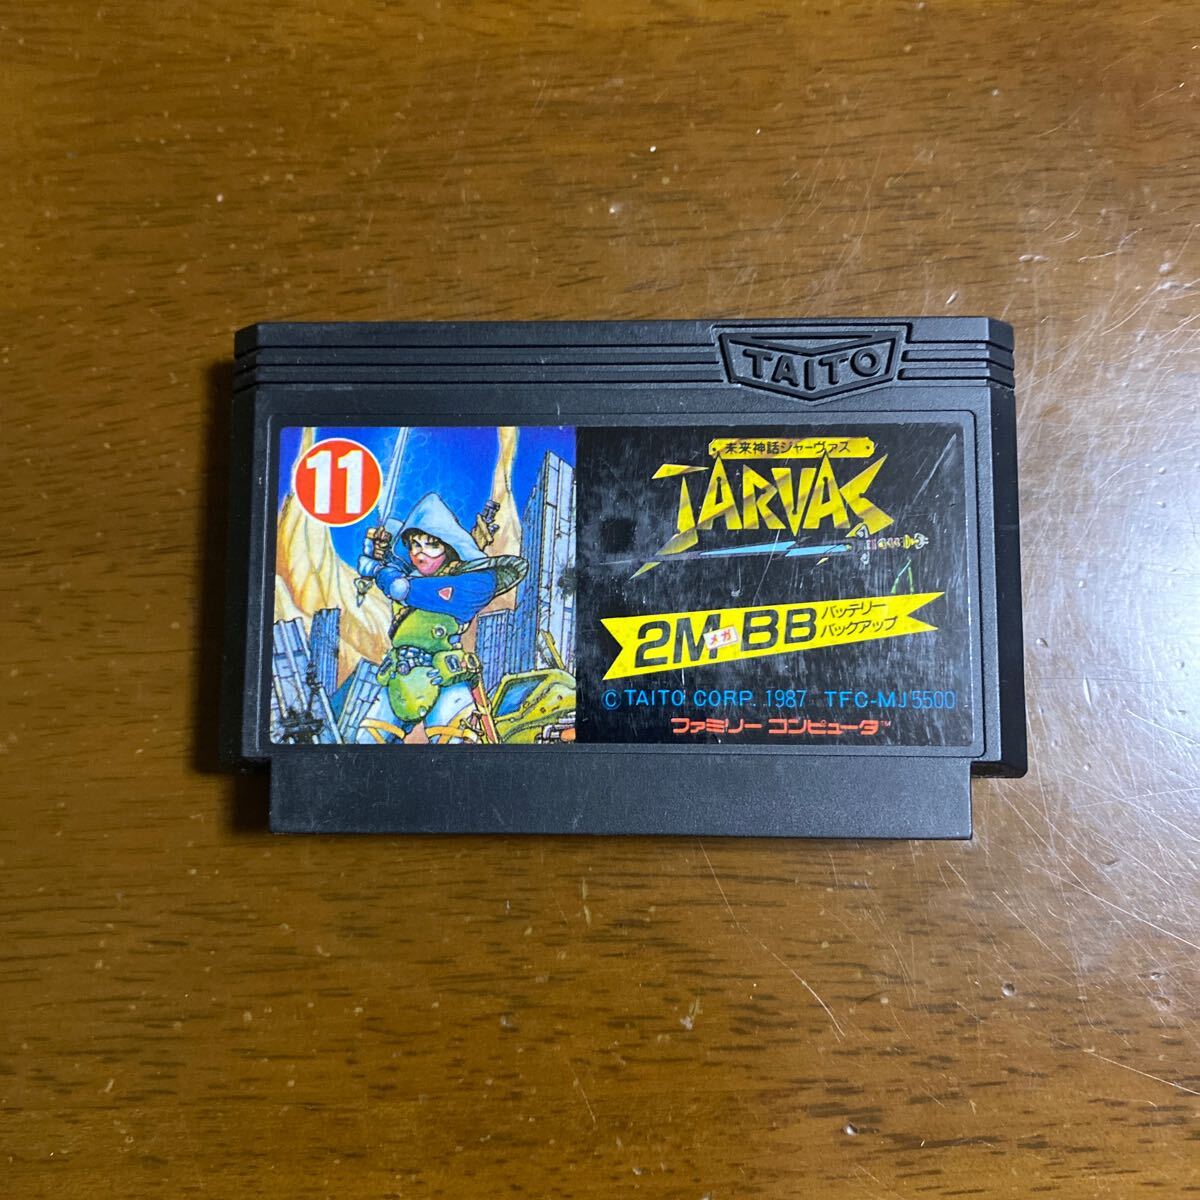 TAITO
11
未来神話ジャーヴァス
JARVAS
2M メガ BB バッテリー
バックアップ
© TAITO CORP. 1987 TFC-MJ 5500
ファミリー コンピュータ™